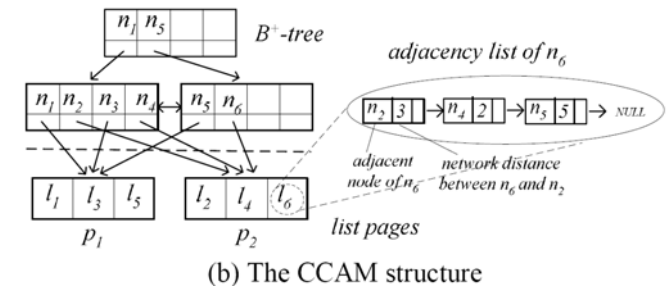 n1 n5
B+-tree
adjacency list of n6
n1 n2 n3 n4 n5 n6
n2 3 n4 2 n5 5 NULL
adjacent node of n6
network distance between n6 and n2
l1 l3 l5 l2 l4 l6
p1 p2 list pages
(b) The CCAM structure